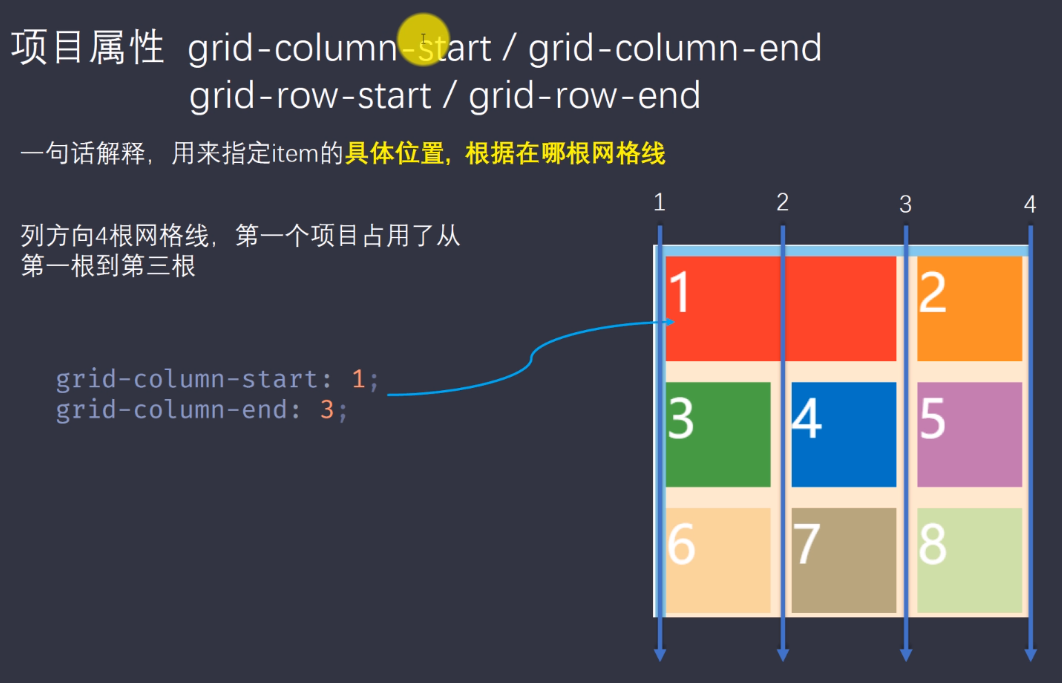 项目属性 grid-column-start / grid-column-end
grid-row-start / grid-row-end
一句话解释，用来指定item的具体位置，根据在哪根网格线
列方向4根网格线，第一个项目占用了从
第一根到第三根
grid-column-start: 1;
grid-column-end: 3;
1 2 3 4
1 2
3 4 5
6 7 8